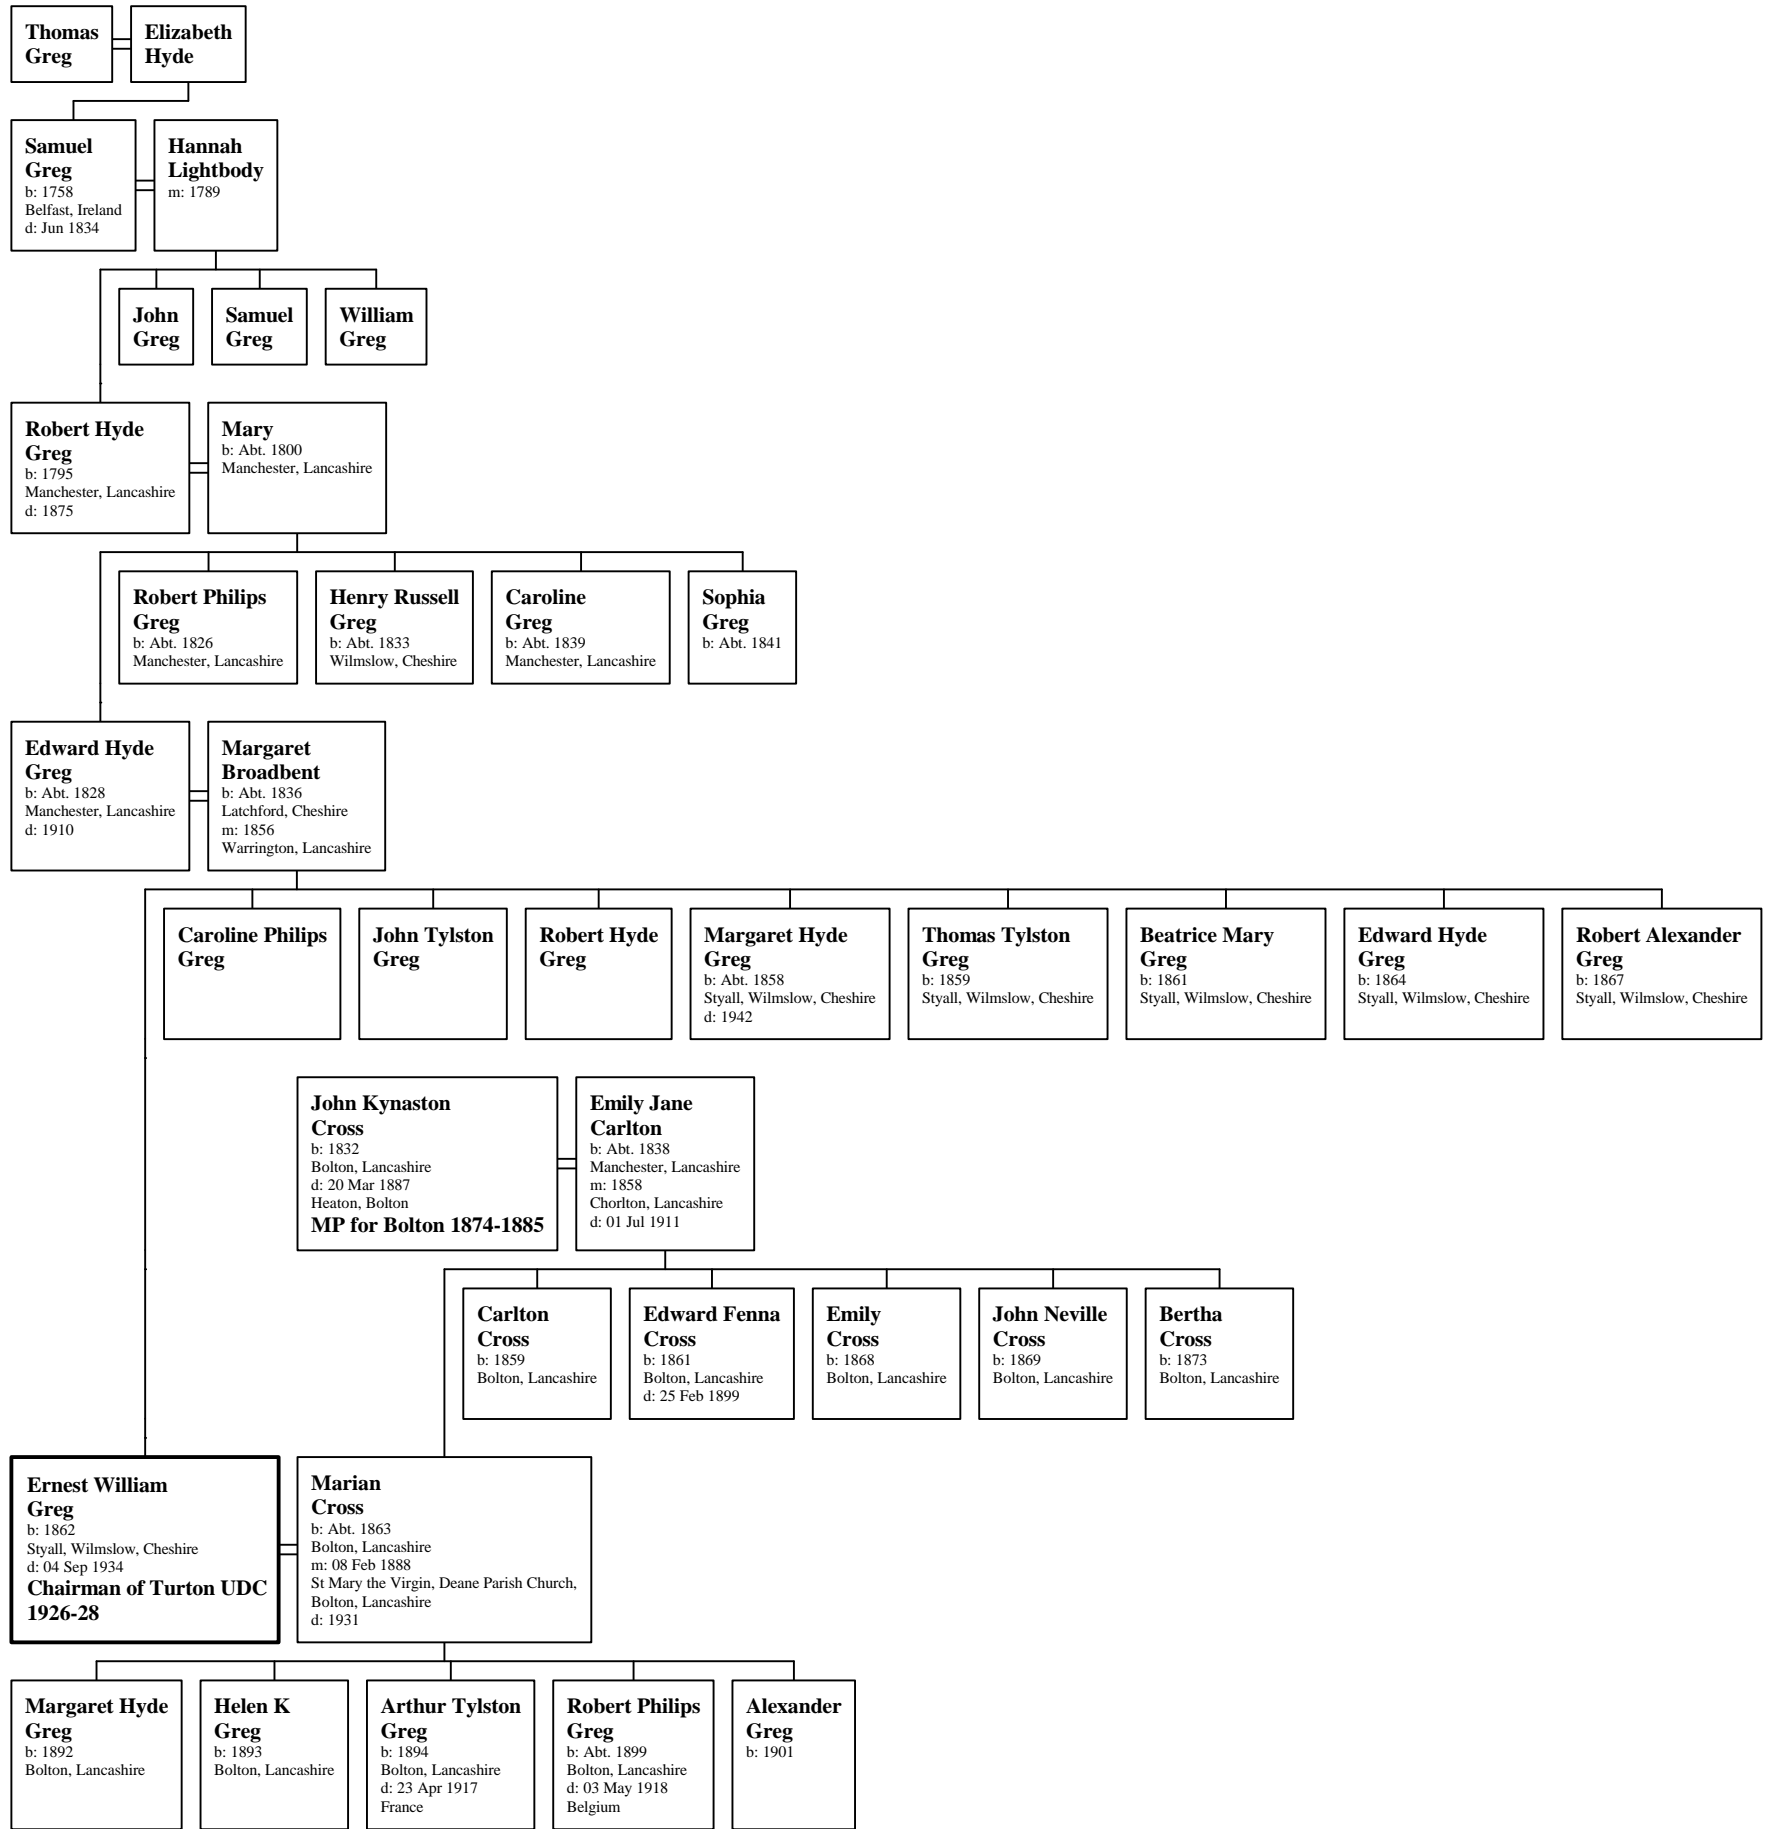 Thomas
Greg
Elizabeth
Hyde
Samuel
Greg
b: 1758
Belfast, Ireland
d: Jun 1834
Hannah
Lightbody
m: 1789
John
Greg
Samuel
Greg
William
Greg
Robert Hyde
Greg
b: 1795
Manchester, Lancashire
d: 1875
Mary
b: Abt. 1800
Manchester, Lancashire
Robert Philips
Greg
b: Abt. 1826
Manchester, Lancashire
Henry Russell
Greg
b: Abt. 1833
Wilmslow, Cheshire
Caroline
Greg
b: Abt. 1839
Manchester, Lancashire
Sophia
Greg
b: Abt. 1841
Edward Hyde
Greg
b: Abt. 1828
Manchester, Lancashire
d: 1910
Margaret
Broadbent
b: Abt. 1836
Latchford, Cheshire
m: 1856
Warrington, Lancashire
Caroline Philips
Greg
John Tylston
Greg
Robert Hyde
Greg
Margaret Hyde
Greg
b: Abt. 1858
Styall, Wilmslow, Cheshire
d: 1942
Thomas Tylston
Greg
b: 1859
Styall, Wilmslow, Cheshire
Beatrice Mary
Greg
b: 1861
Styall, Wilmslow, Cheshire
Edward Hyde
Greg
b: 1864
Styall, Wilmslow, Cheshire
Robert Alexander
Greg
b: 1867
Styall, Wilmslow, Cheshire
John Kynaston
Cross
b: 1832
Bolton, Lancashire
d: 20 Mar 1887
Heaton, Bolton
MP for Bolton 1874-1885
Emily Jane
Carlton
b: Abt. 1838
Manchester, Lancashire
m: 1858
Chorlton, Lancashire
d: 01 Jul 1911
Carlton
Cross
b: 1859
Bolton, Lancashire
Edward Fenna
Cross
b: 1861
Bolton, Lancashire
d: 25 Feb 1899
Emily
Cross
b: 1868
Bolton, Lancashire
John Neville
Cross
b: 1869
Bolton, Lancashire
Bertha
Cross
b: 1873
Bolton, Lancashire
Ernest William
Greg
b: 1862
Styall, Wilmslow, Cheshire
d: 04 Sep 1934
Chairman of Turton UDC
1926-28
Marian
Cross
b: Abt. 1863
Bolton, Lancashire
m: 08 Feb 1888
St Mary the Virgin, Deane Parish Church,
Bolton, Lancashire
d: 1931
Margaret Hyde
Greg
b: 1892
Bolton, Lancashire
Helen K
Greg
b: 1893
Bolton, Lancashire
Arthur Tylston
Greg
b: 1894
Bolton, Lancashire
d: 23 Apr 1917
France
Robert Philips
Greg
b: Abt. 1899
Bolton, Lancashire
d: 03 May 1918
Belgium
Alexander
Greg
b: 1901